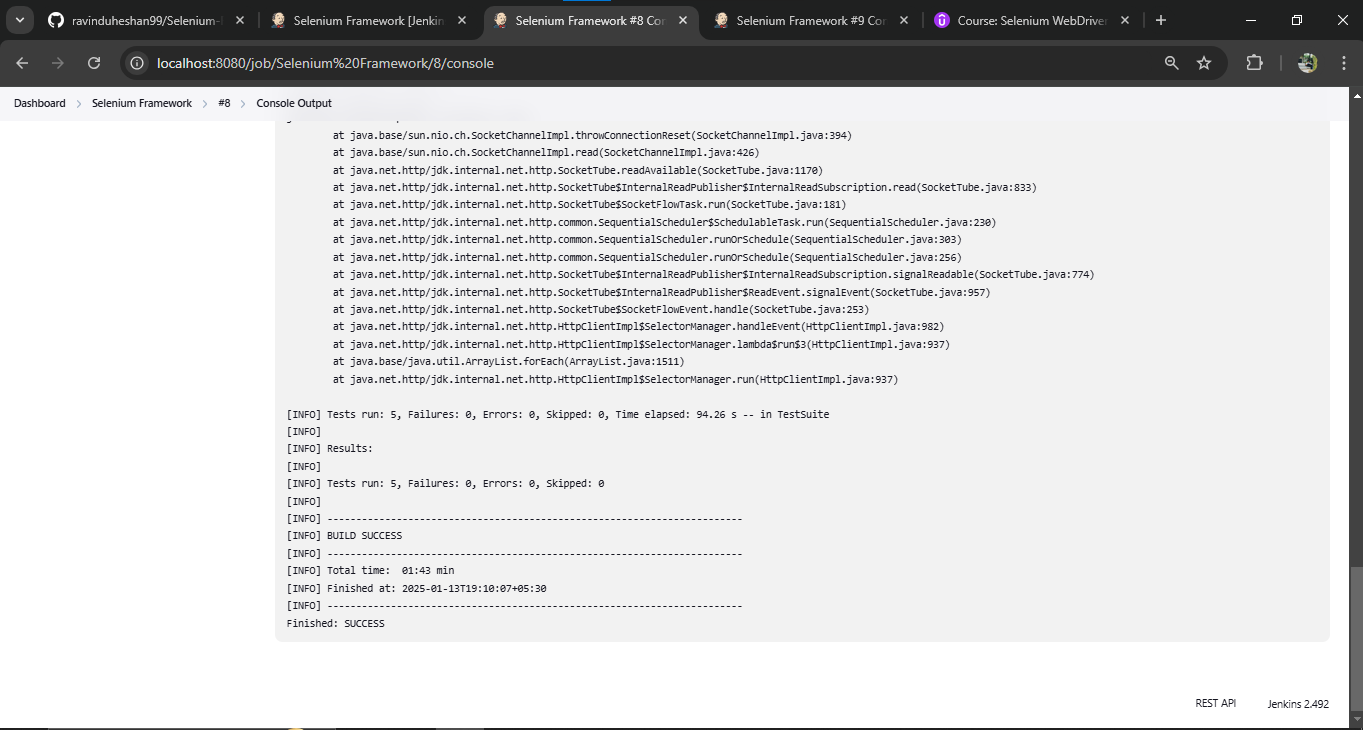 ravinduheshan99/Selenium-
Selenium Framework [Jenkin
Selenium Framework #8 Cor
Selenium Framework #9 Co
Course: Selenium WebDriver
localhost:8080/job/Selenium%20Framework/8/console
Dashboard > Selenium Framework > #8 > Console Output
at java.base/sun.nio.ch.SocketChannelImpl.throwConnectionReset(SocketChannelImpl.java:394)
at java.base/sun.nio.ch.SocketChannelImpl.read(SocketChannelImpl.java:426)
at java.net.http/jdk.internal.net.http.SocketTube.readAvailable(SocketTube.java:1170)
at java.net.http/jdk.internal.net.http.SocketTube$InternalReadPublisher$InternalReadSubscription.read(SocketTube.java:833)
at java.net.http/jdk.internal.net.http.SocketTube$SocketFlowTask.run(SocketTube.java:181)
at java.net.http/jdk.internal.net.http.common.SequentialScheduler$SchedulableTask.run(SequentialScheduler.java:230)
at java.net.http/jdk.internal.net.http.common.SequentialScheduler.runOrSchedule(SequentialScheduler.java:303)
at java.net.http/jdk.internal.net.http.common.SequentialScheduler.runOrSchedule(SequentialScheduler.java:256)
at java.net.http/jdk.internal.net.http.SocketTube$InternalReadPublisher$InternalReadSubscription.signalReadable(SocketTube.java:774)
at java.net.http/jdk.internal.net.http.SocketTube$InternalReadPublisher$ReadEvent.signalEvent(SocketTube.java:957)
at java.net.http/jdk.internal.net.http.SocketTube$SocketFlowEvent.handle(SocketTube.java:253)
at java.net.http/jdk.internal.net.http.HttpClientImpl$SelectorManager.handleEvent(HttpClientImpl.java:982)
at java.net.http/jdk.internal.net.http.HttpClientImpl$SelectorManager.lambda$run$3(HttpClientImpl.java:937)
at java.base/java.util.ArrayList.forEach(ArrayList.java:1511)
at java.net.http/jdk.internal.net.http.HttpClientImpl$SelectorManager.run(HttpClientImpl.java:937)
[INFO] Tests run: 5, Failures: 0, Errors: 0, Skipped: 0, Time elapsed: 94.26 s -- in TestSuite
[INFO]
[INFO] Results:
[INFO]
[INFO] Tests run: 5, Failures: 0, Errors: 0, Skipped: 0
[INFO]
[INFO] ------------------------------------------------------------------------
[INFO] BUILD SUCCESS
[INFO] ------------------------------------------------------------------------
[INFO] Total time:  01:43 min
[INFO] Finished at: 2025-01-13T19:10:07+05:30
[INFO] ------------------------------------------------------------------------
Finished: SUCCESS
REST API
Jenkins 2.492